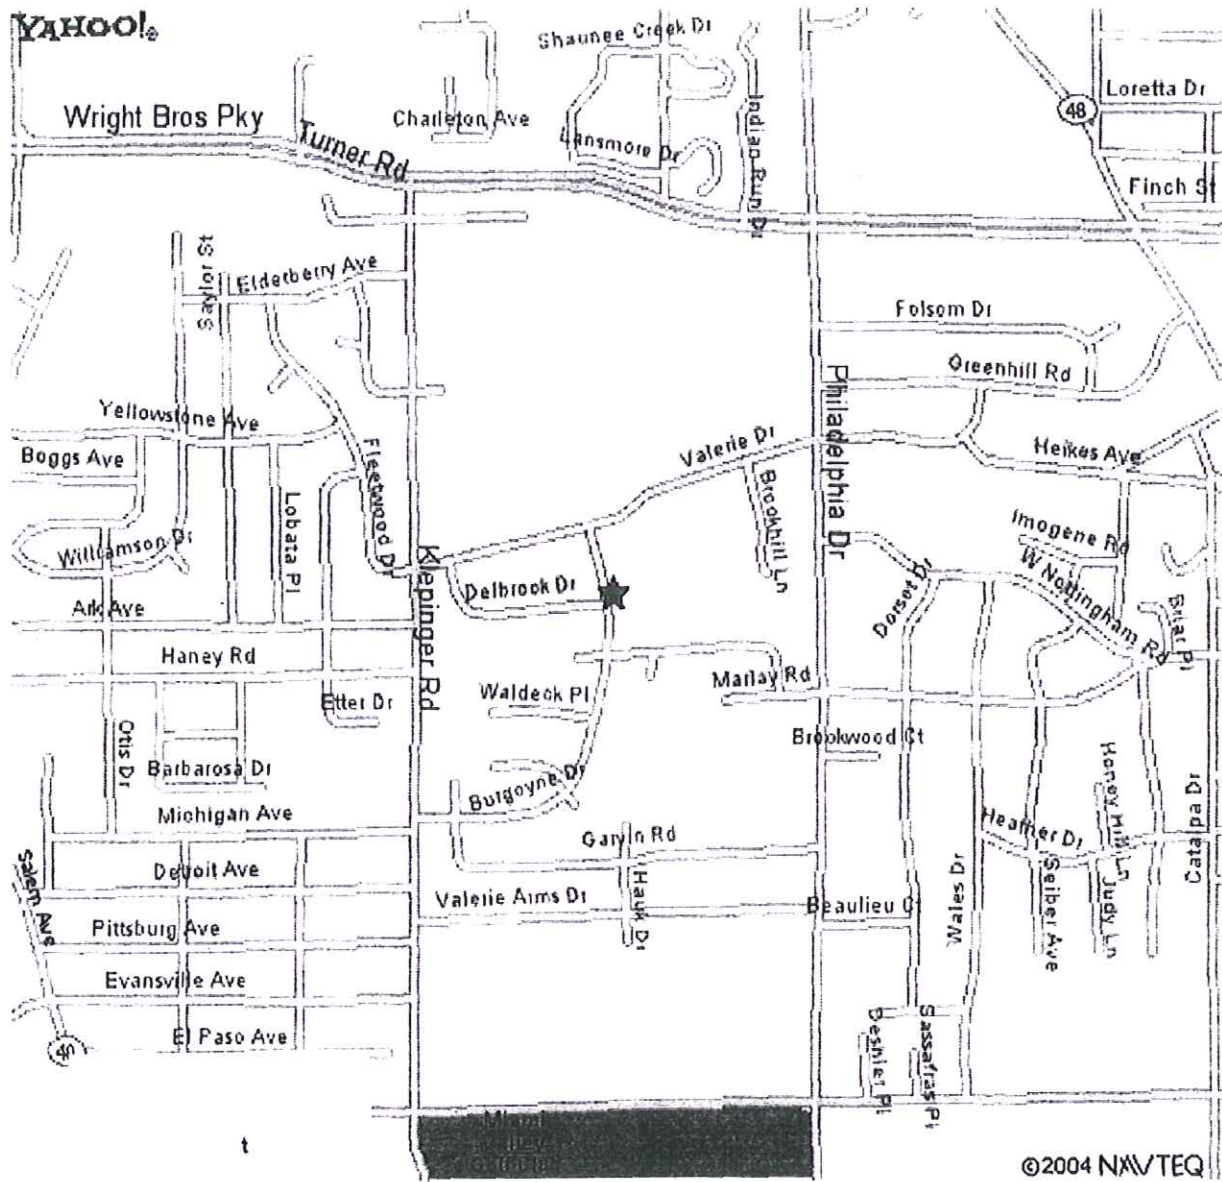 YAHOO!
Shaunee Creek Dr
Wright Bros Pky
Turner Rd
Charleton Ave
Lansmore Dr
Indian Run Dr
48
Loretta Dr
Finch St
Saylor St
Elderberry Ave
Folsom Dr
Greenhill Rd
Yellowstone Ave
Boggs Ave
Fleetwood Dr
Valerie Dr
Philadelphia Dr
Heikes Ave
Lobata Pl
Brookhill Ln
Imogene Rd
Williamson Dr
Klepinger Rd
Delbrook Dr
Dorset Dr
W Nottingham Rd
Briar Pl
Ark Ave
Haney Rd
Etter Dr
Waldeck Pl
Marlay Rd
Otis Dr
Barbarosa Dr
Brookwood Ct
Burgoyne Dr
Honey Hill Ln
Catalpa Dr
Michigan Ave
Garvin Rd
Heather Dr
Salem Ave
Detroit Ave
Valerie Arms Dr
Hauk Dr
Beaulieu Ct
Wales Dr
Seiber Ave
Judy Ln
Pittsburg Ave
Evansville Ave
El Paso Ave
Deshler Pl
Sassafras Pl
Miami
Valley
t
©2004 NAVTEQ